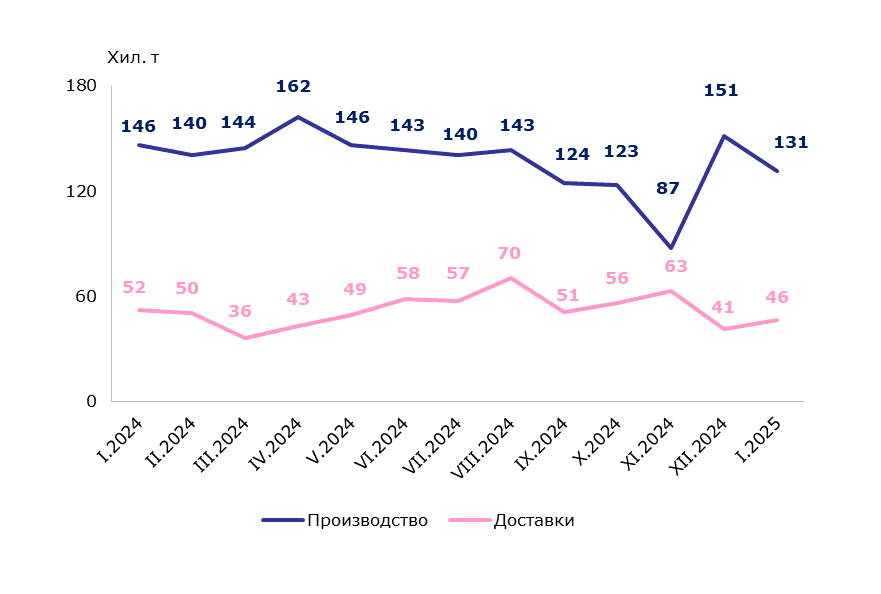 Хил. т
180
120
60
0
146 140 144 162 146 143 140 143 124 123 87 151 131
52 50 36 43 49 58 57 70 51 56 63 41 46
I.2024 II.2024 III.2024 IV.2024 V.2024 VI.2024 VII.2024 VIII.2024 IX.2024 X.2024 XI.2024 XII.2024 I.2025
Производство Доставки